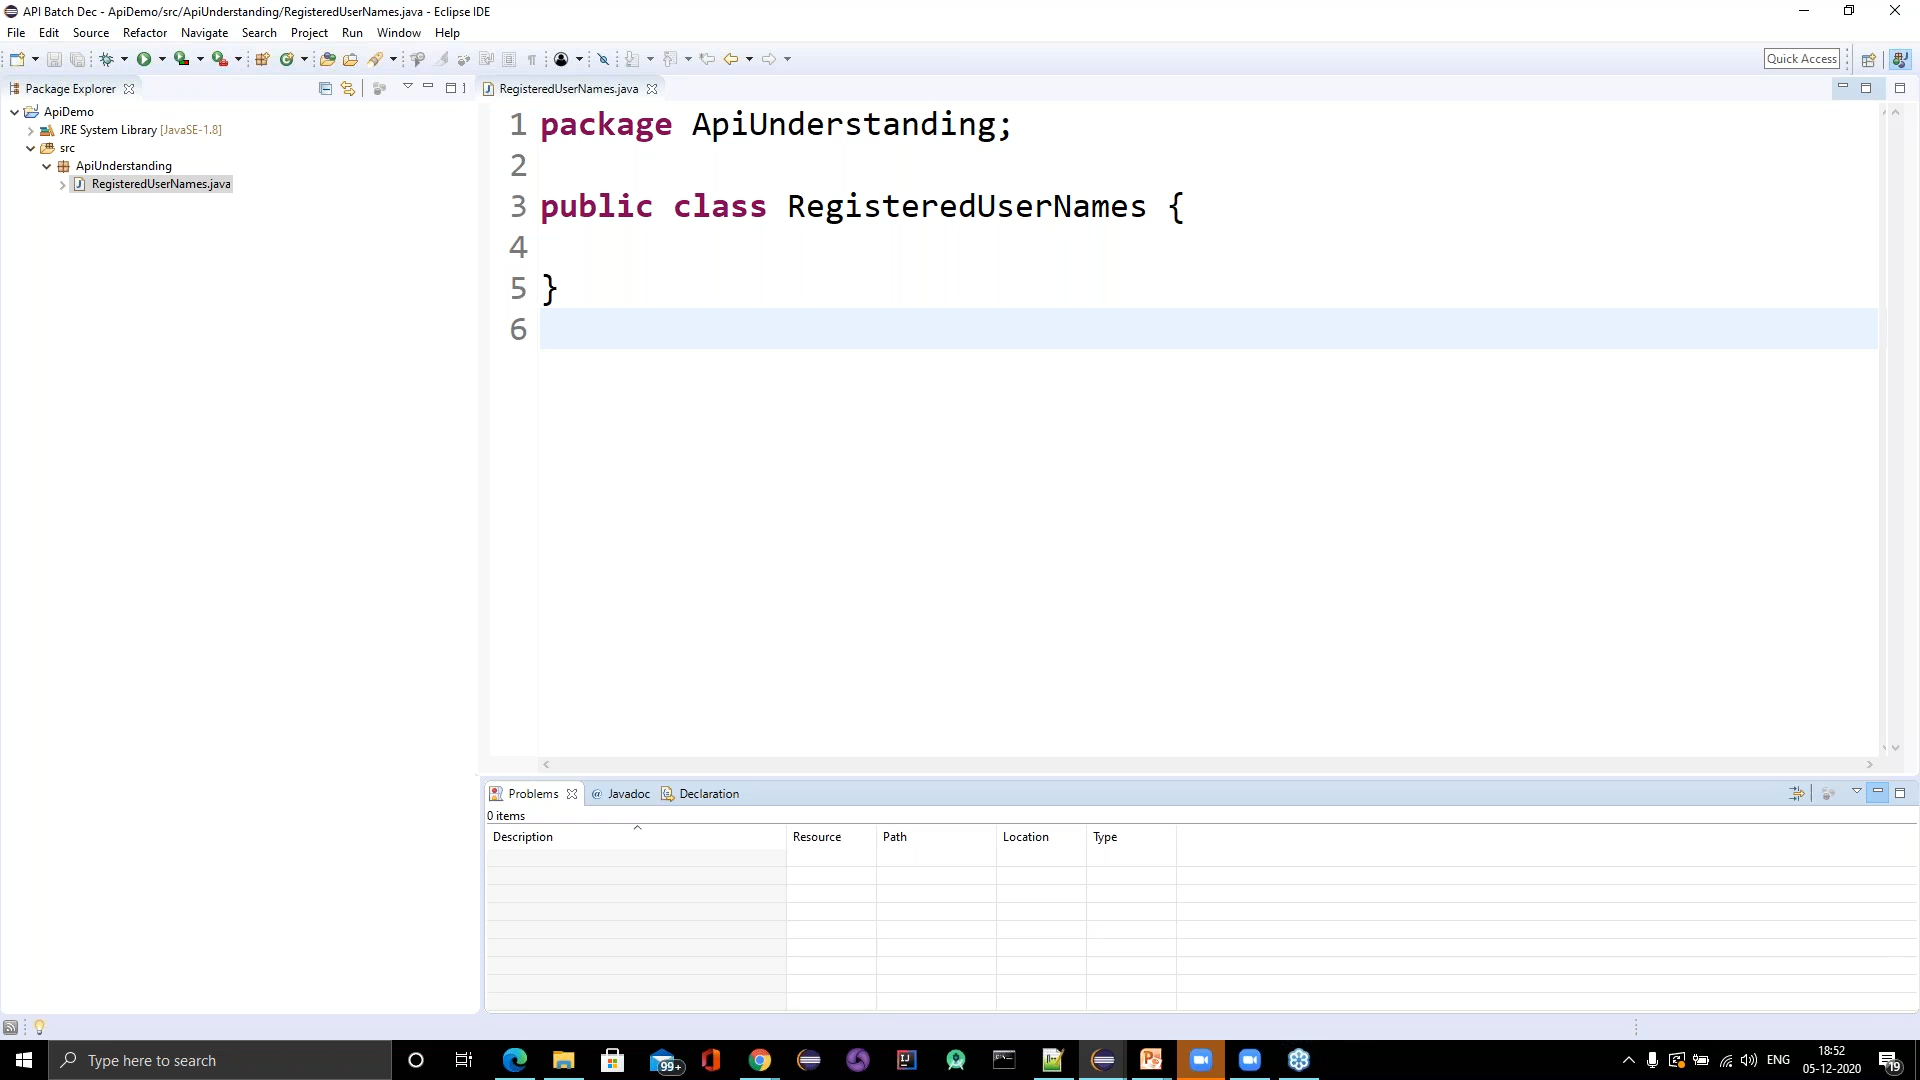 API Batch Dec - ApiDemo/src/ApiUnderstanding/RegisteredUserNames.java - Eclipse IDE
File Edit Source Refactor Navigate Search Project Run Window Help
Quick Access
Package Explorer
RegisteredUserNames.java
ApiDemo
JRE System Library [JavaSE-1.8]
src
ApiUnderstanding
RegisteredUserNames.java
1 package ApiUnderstanding;
2
3 public class RegisteredUserNames {
4
5 }
6
Problems @ Javadoc Declaration
0 items
Description Resource Path Location Type
Type here to search
99+
ENG
18:52
05-12-2020
19